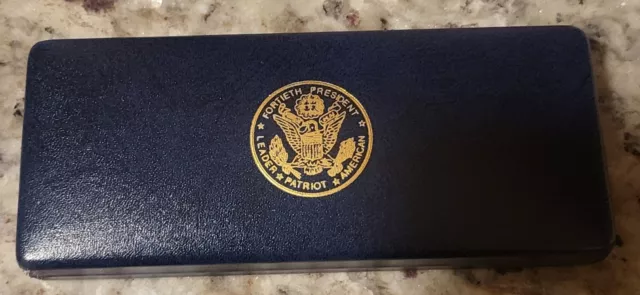 ★ FORTIETH PRESIDENT ★
LEADER ★ PATRIOT ★ AMERICAN